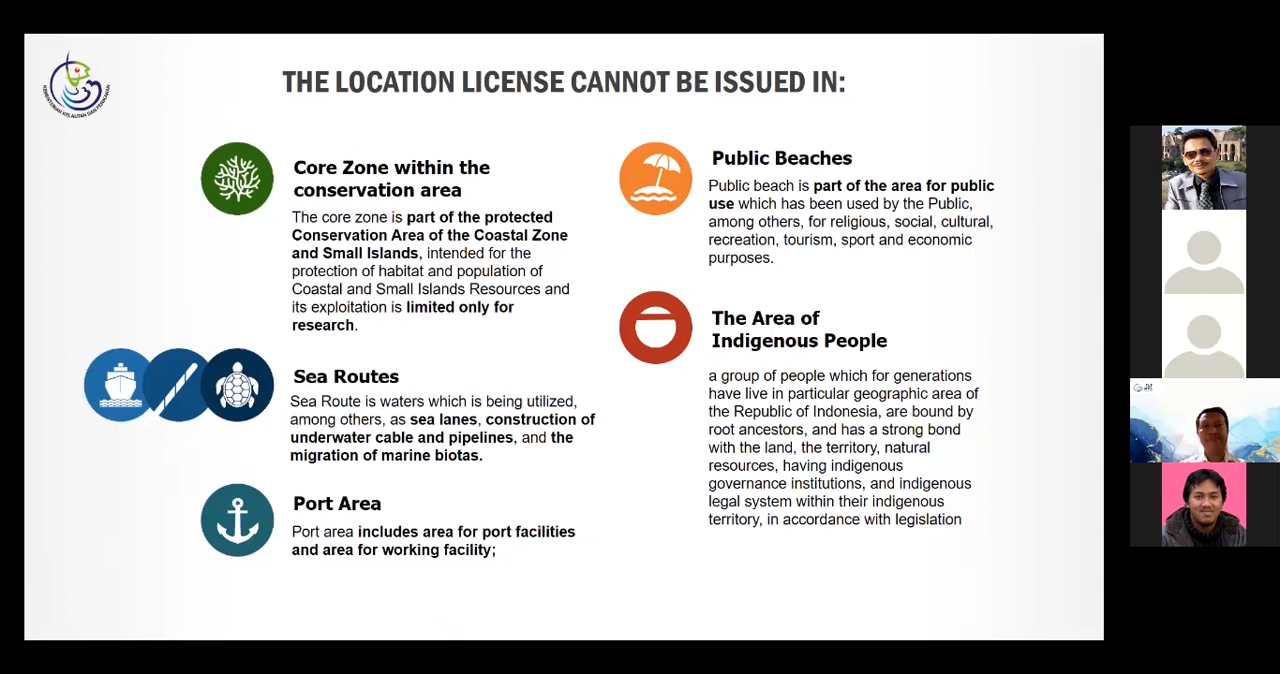 THE LOCATION LICENSE CANNOT BE ISSUED IN:
KEMENTERIAN KELAUTAN DAN PERIKANAN
Core Zone within the
conservation area
The core zone is part of the protected
Conservation Area of the Coastal Zone
and Small Islands, intended for the
protection of habitat and population of
Coastal and Small Islands Resources and
its exploitation is limited only for
research.
Sea Routes
Sea Route is waters which is being utilized,
among others, as sea lanes, construction of
underwater cable and pipelines, and the
migration of marine biotas.
Port Area
Port area includes area for port facilities
and area for working facility;
Public Beaches
Public beach is part of the area for public
use which has been used by the Public,
among others, for religious, social, cultural,
recreation, tourism, sport and economic
purposes.
The Area of
Indigenous People
a group of people which for generations
have live in particular geographic area of
the Republic of Indonesia, are bound by
root ancestors, and has a strong bond
with the land, the territory, natural
resources, having indigenous
governance institutions, and indigenous
legal system within their indigenous
territory, in accordance with legislation